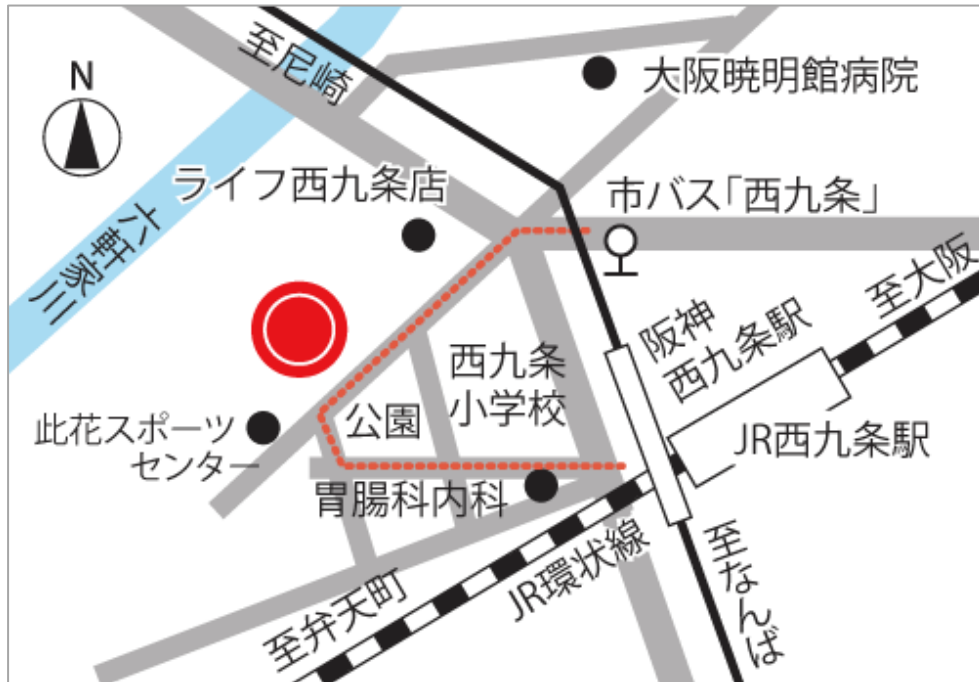 至尼崎
N
大阪暁明館病院
ライフ西九条店
市バス「西九条」
六軒家川
至大阪
阪神
西九条駅
西九条
小学校
公園
此花スポーツ
センター
JR西九条駅
胃腸科内科
JR環状線
至なんば
至弁天町